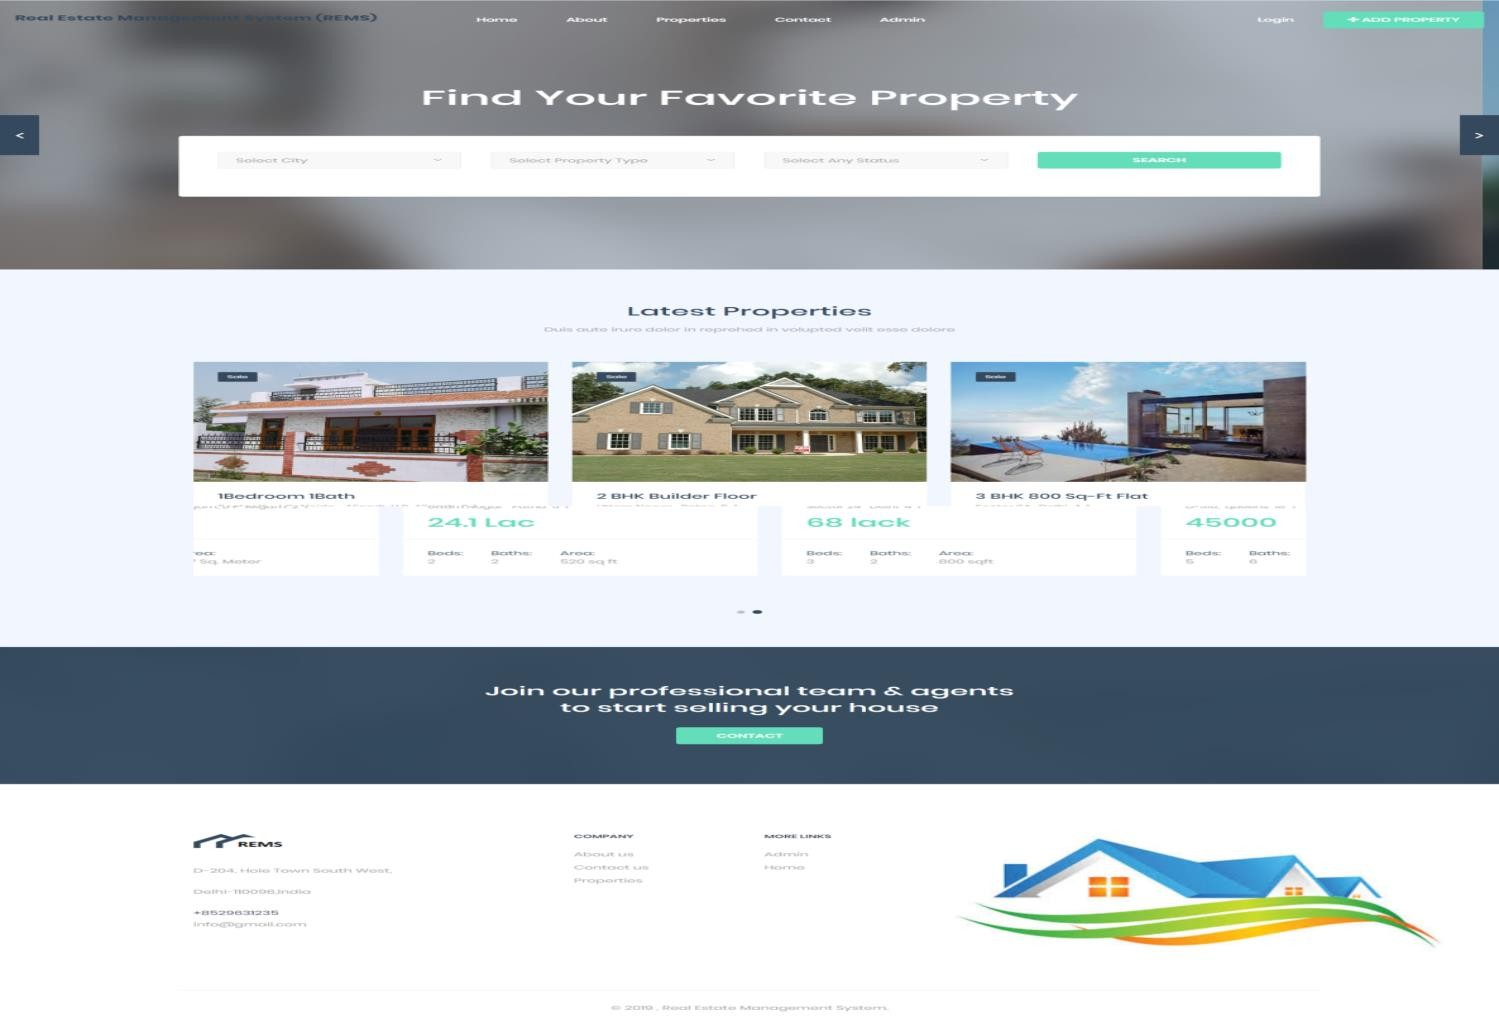 Real Estate Management System (REMS)
Home About Properties Contact Admin
Login
ADD PROPERTY
Find Your Favorite Property
<
>
Select City
Select Property Type
Select Any Status
SEARCH
Latest Properties
Duis aute irure dolor in reprehed in volupted velit esse dolore
Sale
Sale
Sale
1Bedroom 1Bath
2 BHK Builder Floor
3 BHK 800 Sq-Ft Flat
24.1 Lac
68 lack
45000
Sq. Meter
Beds: Baths: Area:
2 2 520 sq ft
Beds: Baths: Area:
3 2 800 sqft
Beds: Baths:
5 6
Join our professional team & agents
to start selling your house
CONTACT
REMS
D-204, Hole Town South West,
Delhi-110096,India
+8529631235
info@gmail.com
COMPANY
About us
Contact us
Properties
MORE LINKS
Admin
Home
© 2019 , Real Estate Management System.